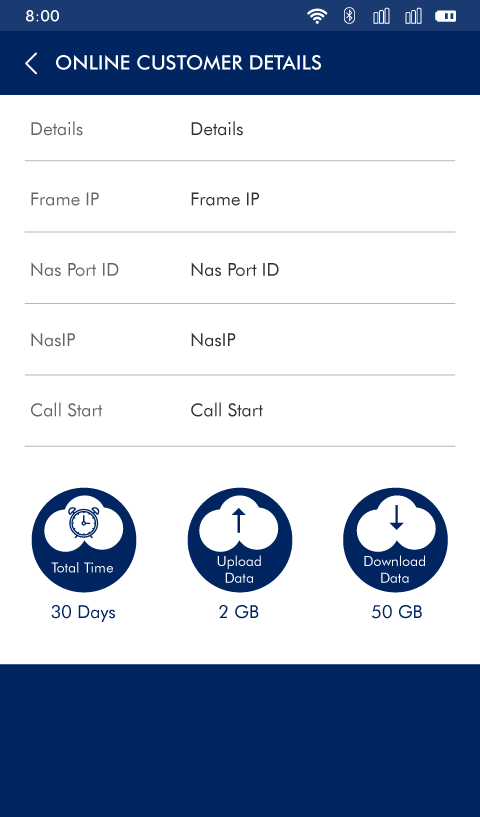 8:00
ONLINE CUSTOMER DETAILS
Details Details
Frame IP Frame IP
Nas Port ID Nas Port ID
NasIP NasIP
Call Start Call Start
Total Time
Upload
Data
Download
Data
30 Days 2 GB 50 GB